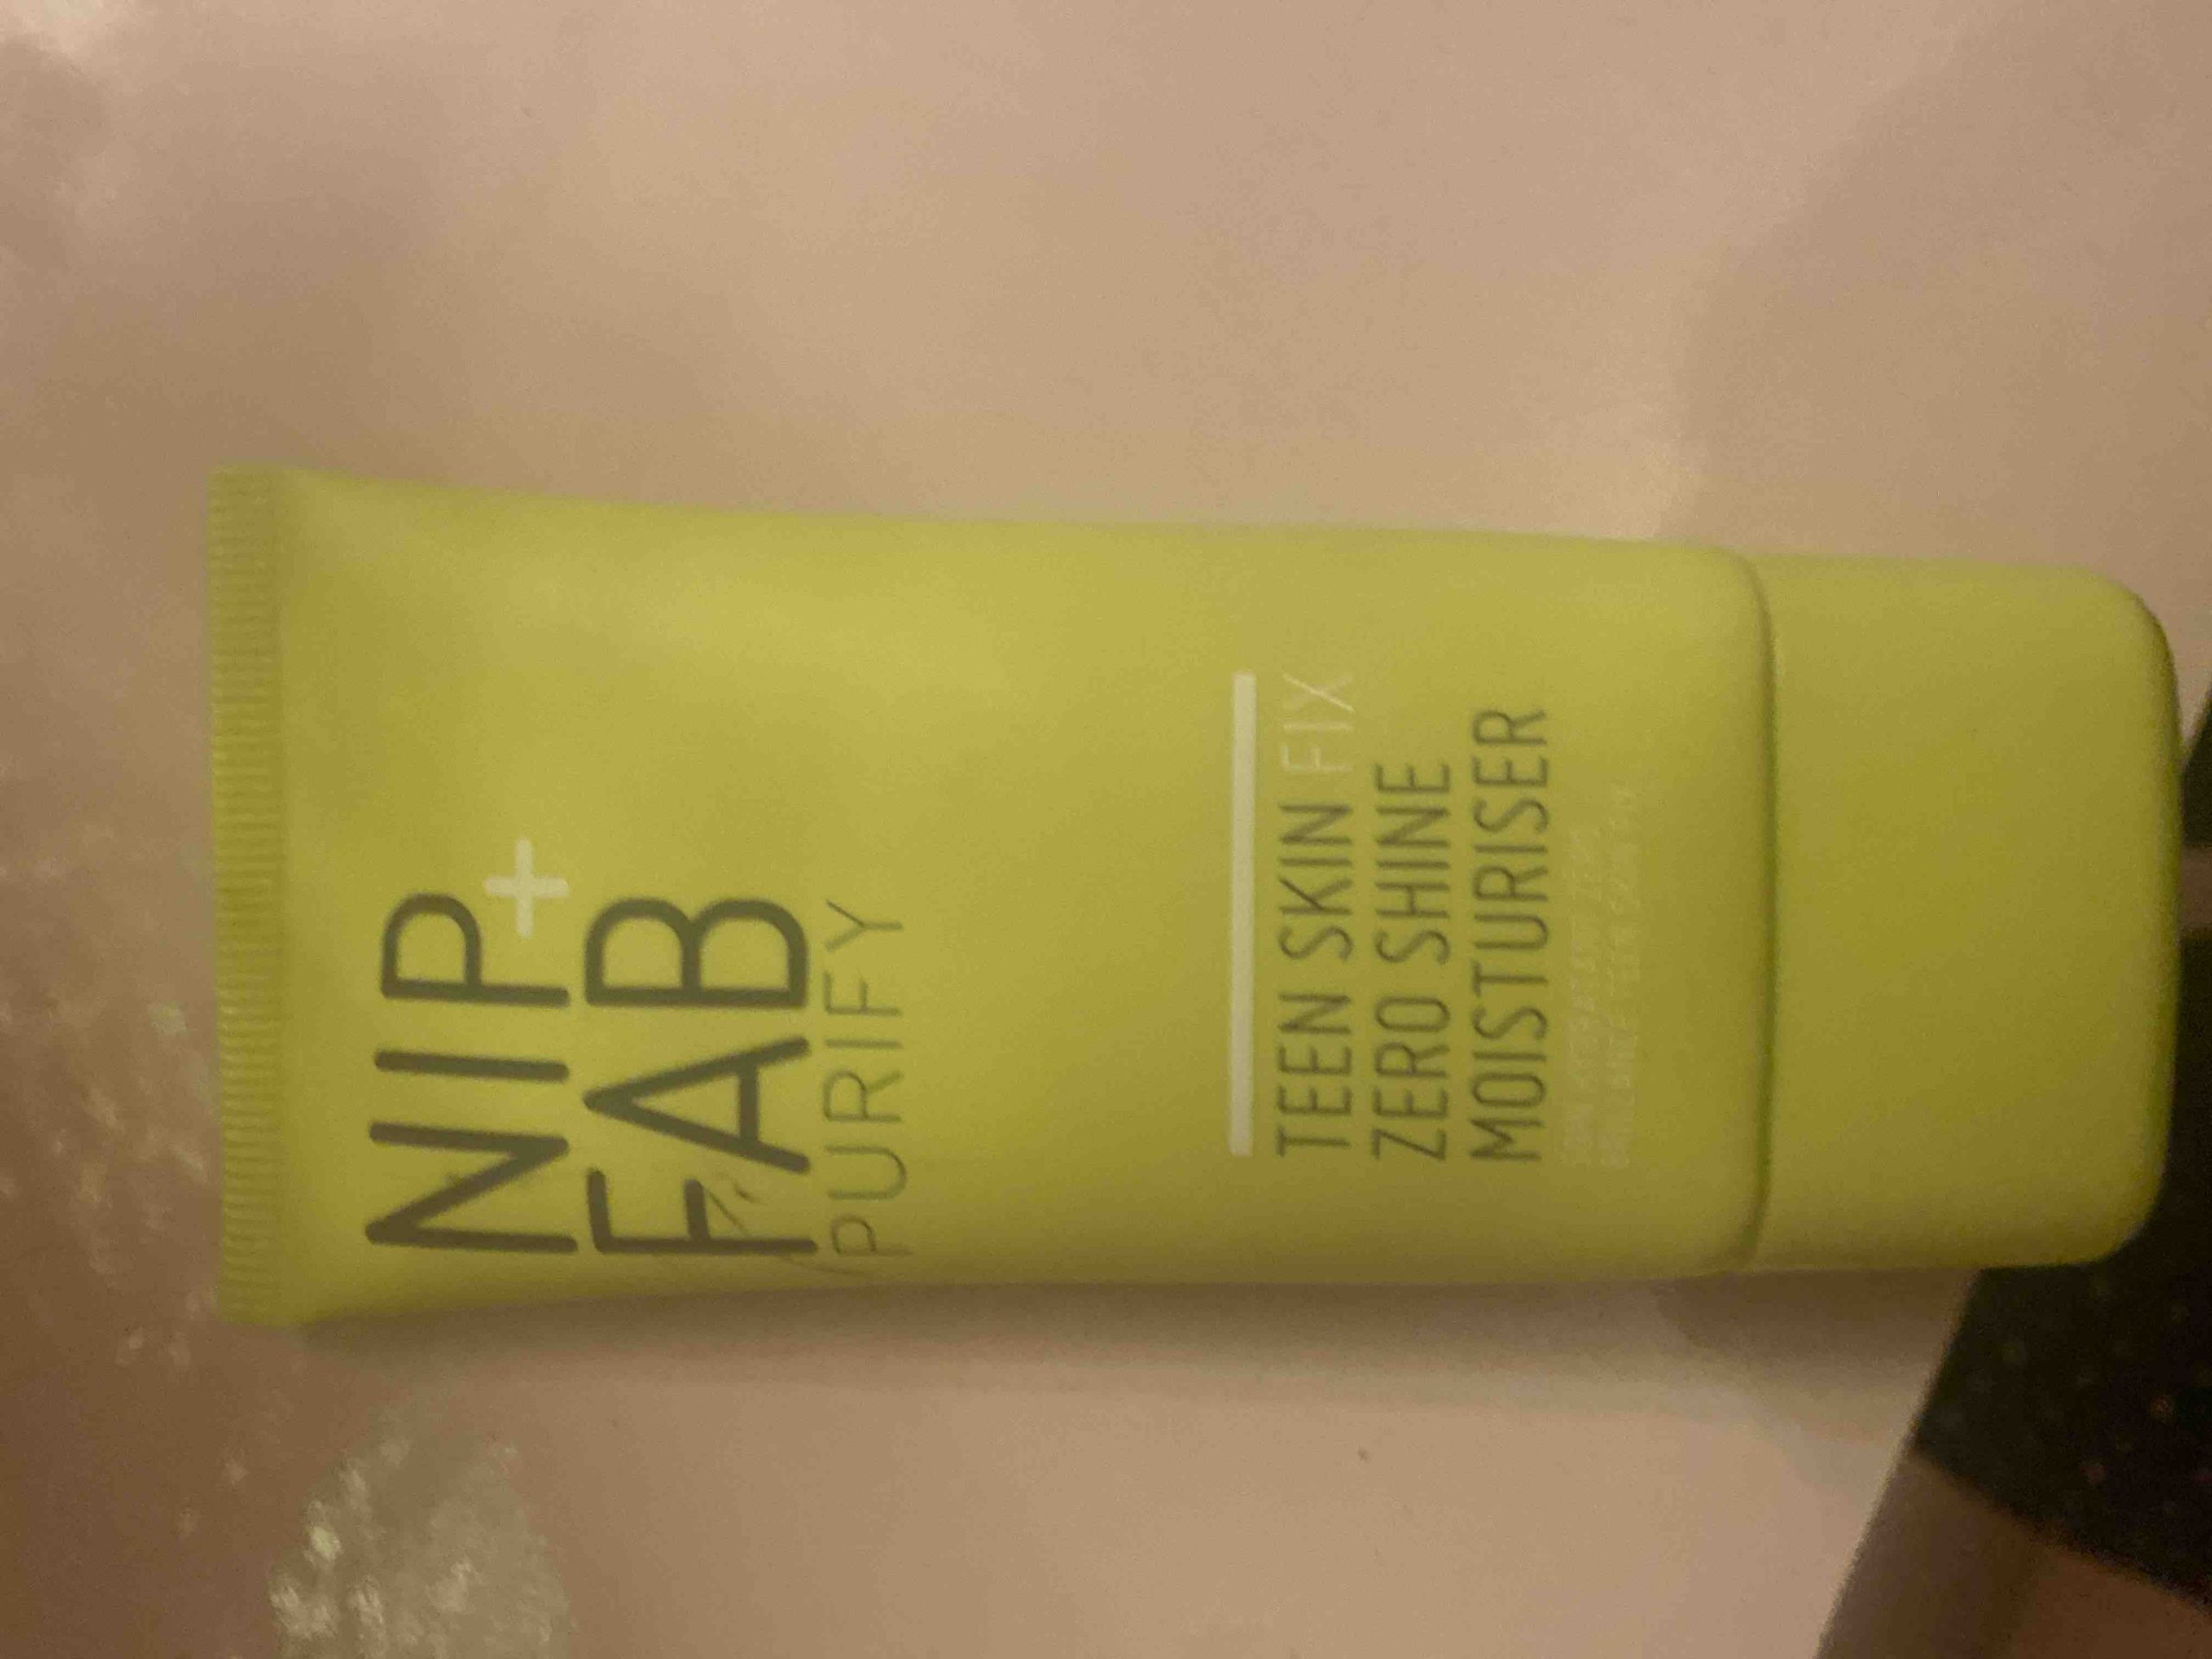 NIP+
FAB
PURIFY
TEEN SKIN FIX
ZERO SHINE
MOISTURISER